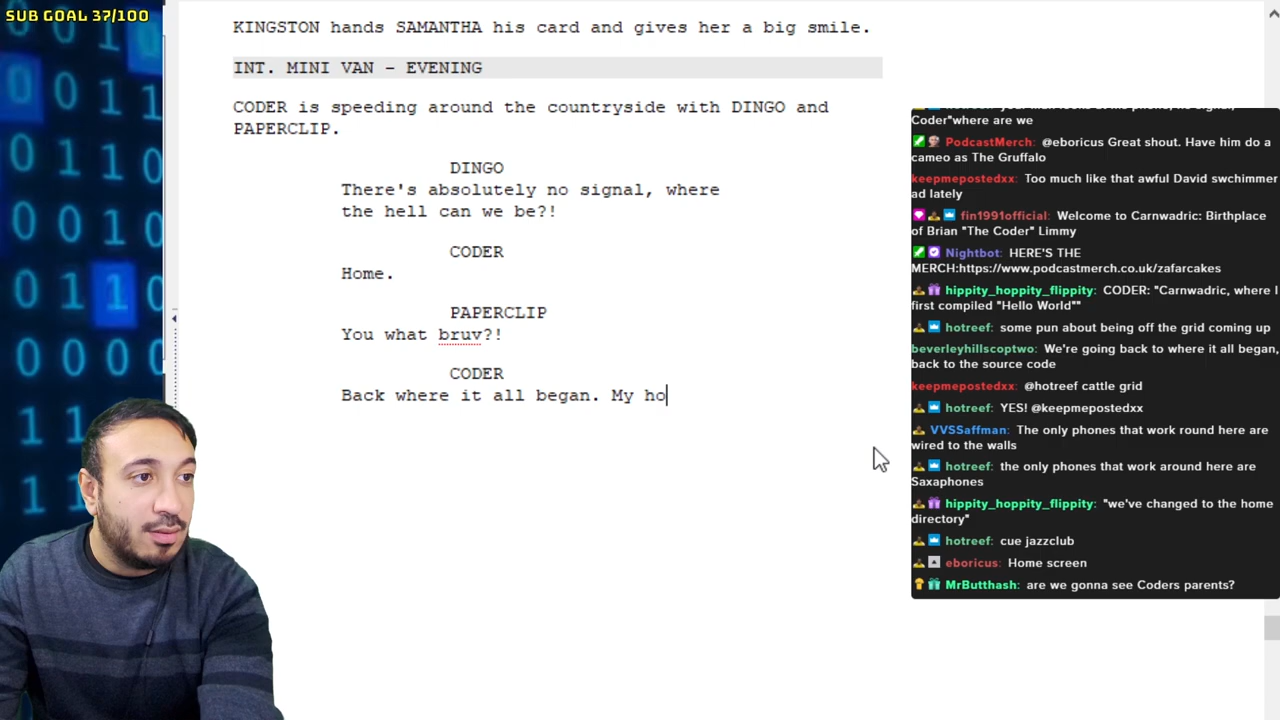 SUB GOAL 37/100
KINGSTON hands SAMANTHA his card and gives her a big smile.
INT. MINI VAN - EVENING
CODER is speeding around the countryside with DINGO and
PAPERCLIP.
DINGO
There's absolutely no signal, where
the hell can we be?!
CODER
Home.
PAPERCLIP
You what bruv?!
CODER
Back where it all began. My ho
Coder"where are we
PodcastMerch: @eboricus Great shout. Have him do a
cameo as The Gruffalo
keepmepostedxx: Too much like that awful David swchimmer
ad lately
fin1991official: Welcome to Carnwadric: Birthplace
of Brian "The Coder" Limmy
Nightbot: HERE'S THE
MERCH:https://www.podcastmerch.co.uk/zafarcakes
hippity_hoppity_flippity: CODER: "Carnwadric, where I
first compiled "Hello World""
hotreef: some pun about being off the grid coming up
beverleyhillscoptwo: We're going back to where it all began,
back to the source code
keepmepostedxx: @hotreef cattle grid
hotreef: YES! @keepmepostedxx
VVSSaffman: The only phones that work round here are
wired to the walls
hotreef: the only phones that work around here are
Saxaphones
hippity_hoppity_flippity: "we've changed to the home
directory"
hotreef: cue jazzclub
eboricus: Home screen
MrButthash: are we gonna see Coders parents?